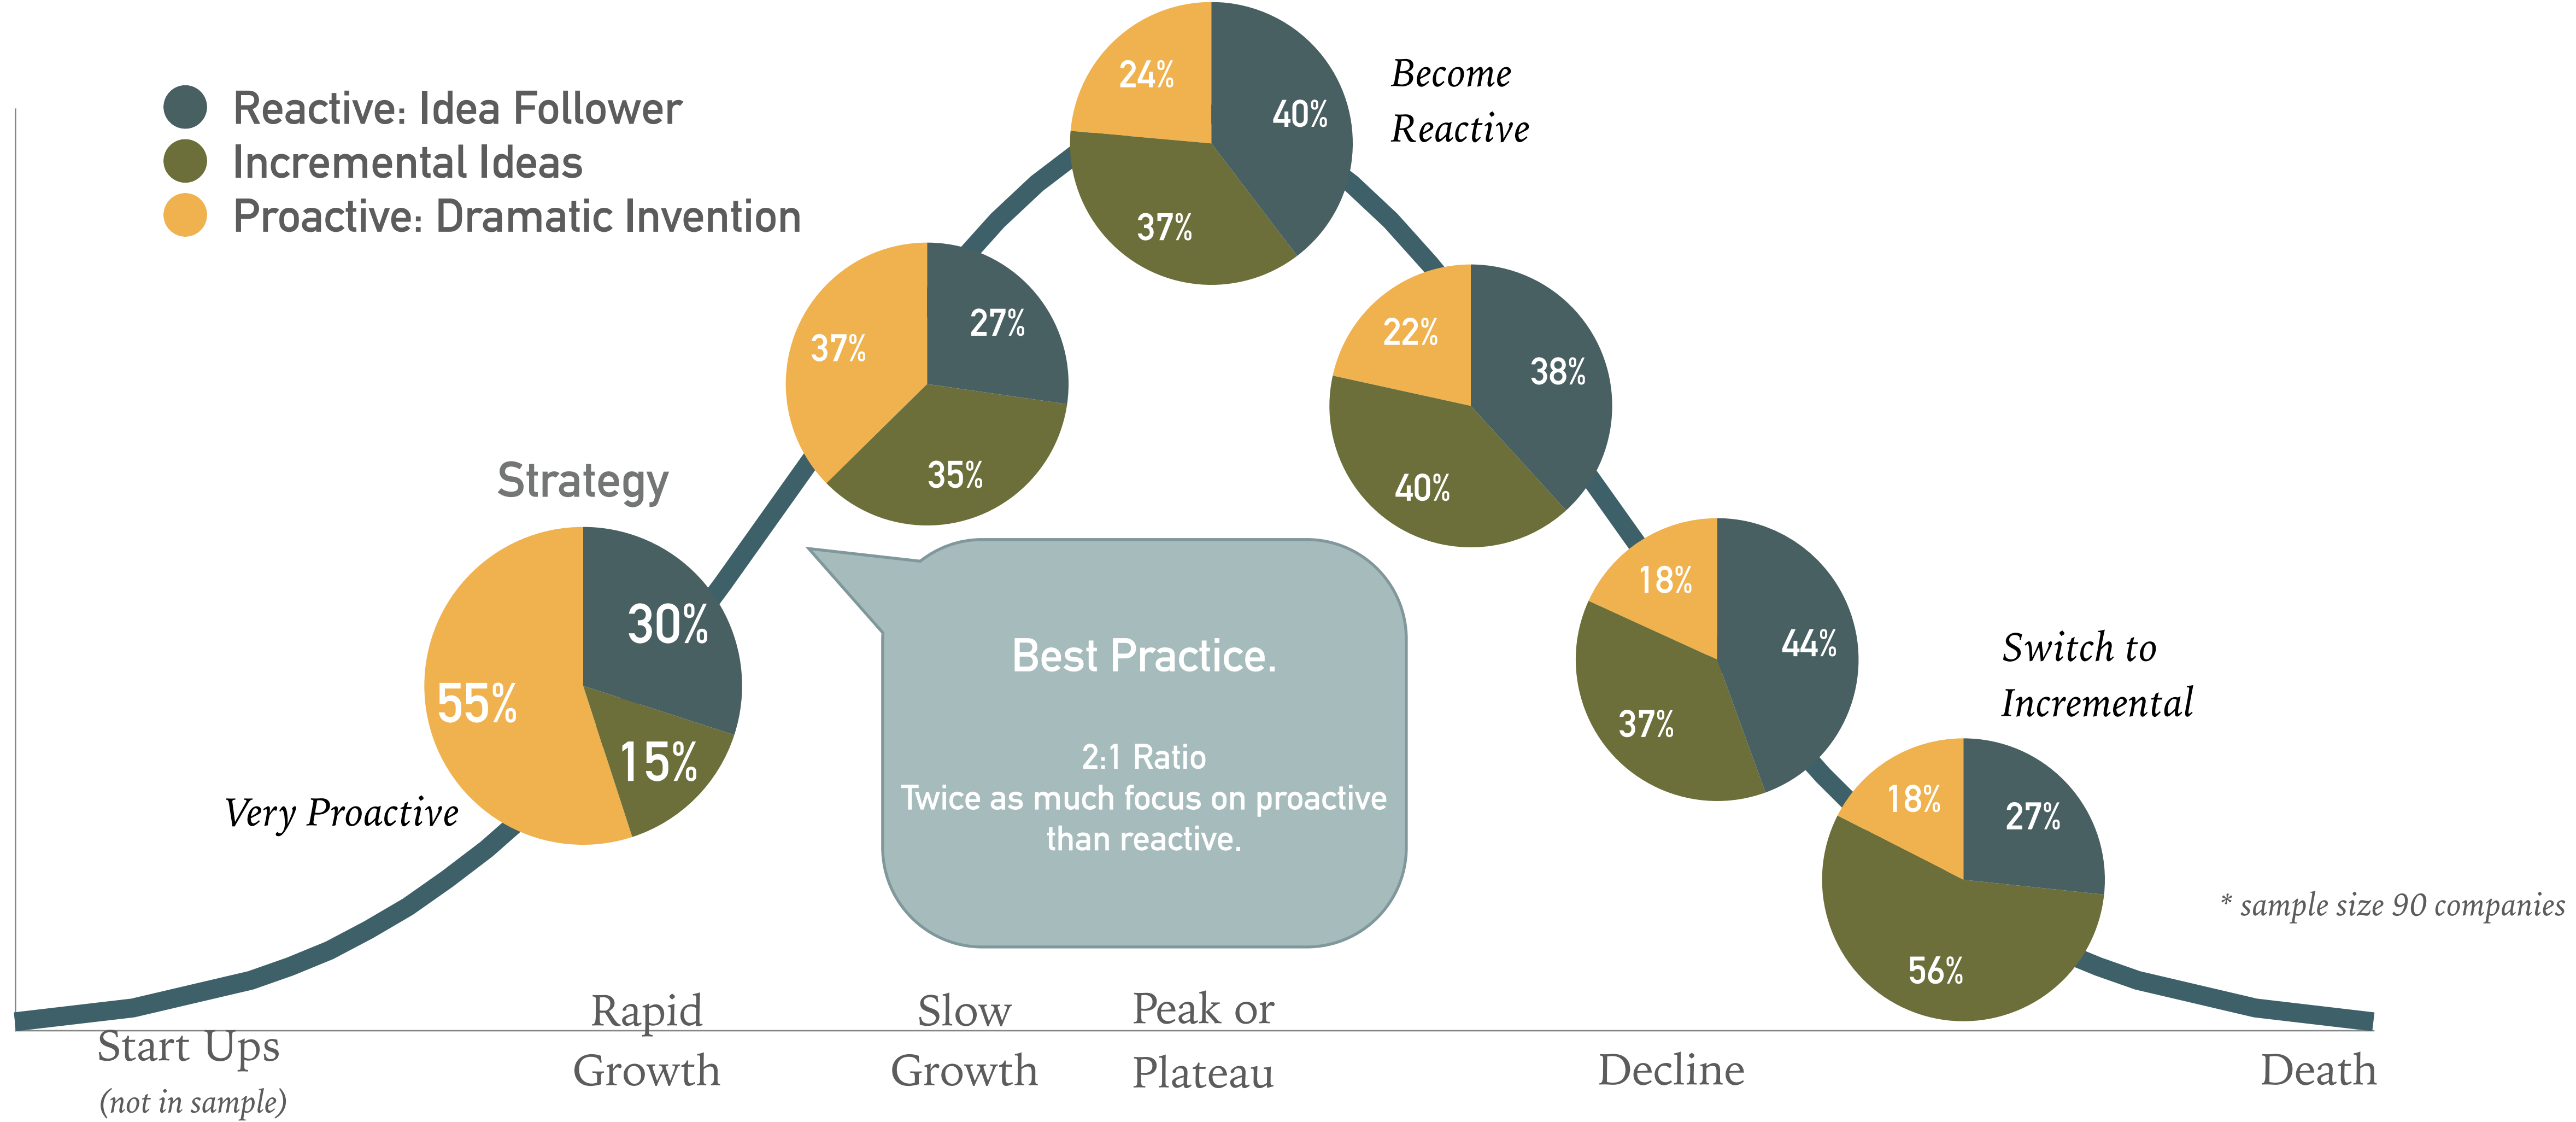 Reactive: Idea Follower
Incremental Ideas
Proactive: Dramatic Invention
24%
40%
37%
Become
Reactive
37%
27%
35%
22%
38%
40%
Strategy
30%
55%
15%
Very Proactive
Best Practice.
2:1 Ratio
Twice as much focus on proactive
than reactive.
18%
44%
37%
Switch to
Incremental
18%
27%
56%
* sample size 90 companies
Start Ups
(not in sample)
Rapid
Growth
Slow
Growth
Peak or
Plateau
Decline
Death